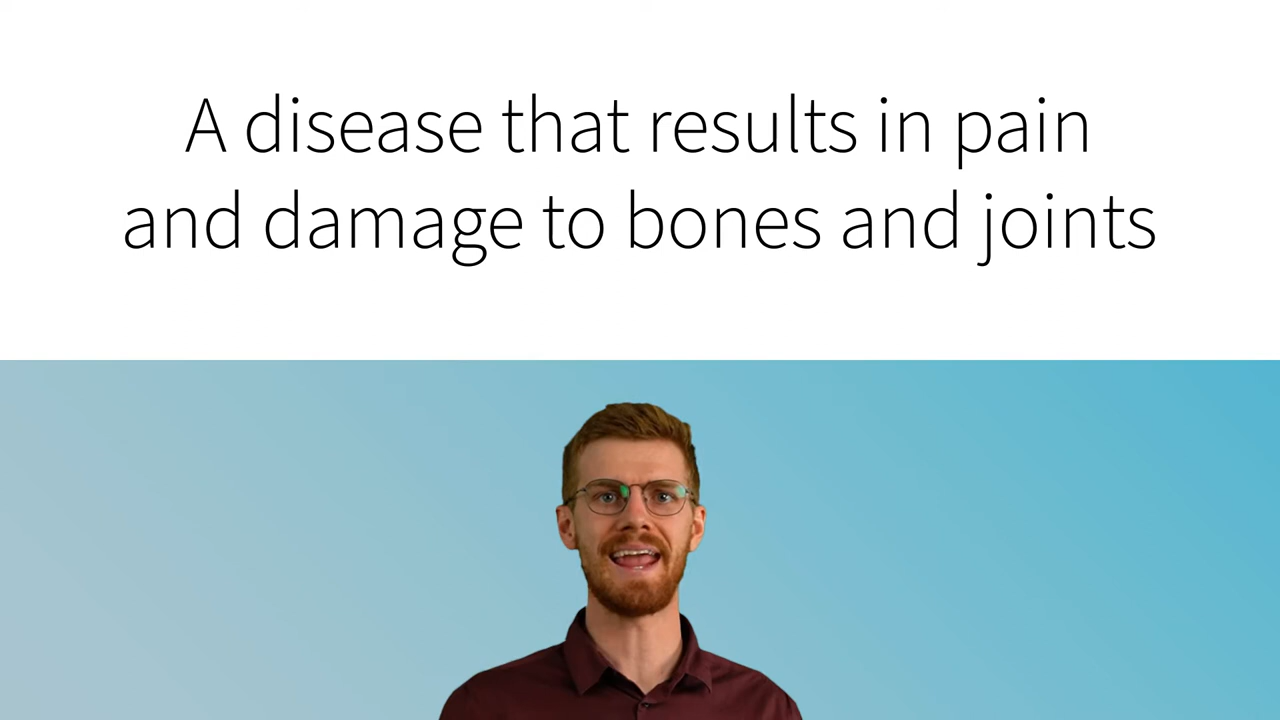 A disease that results in pain
and damage to bones and joints